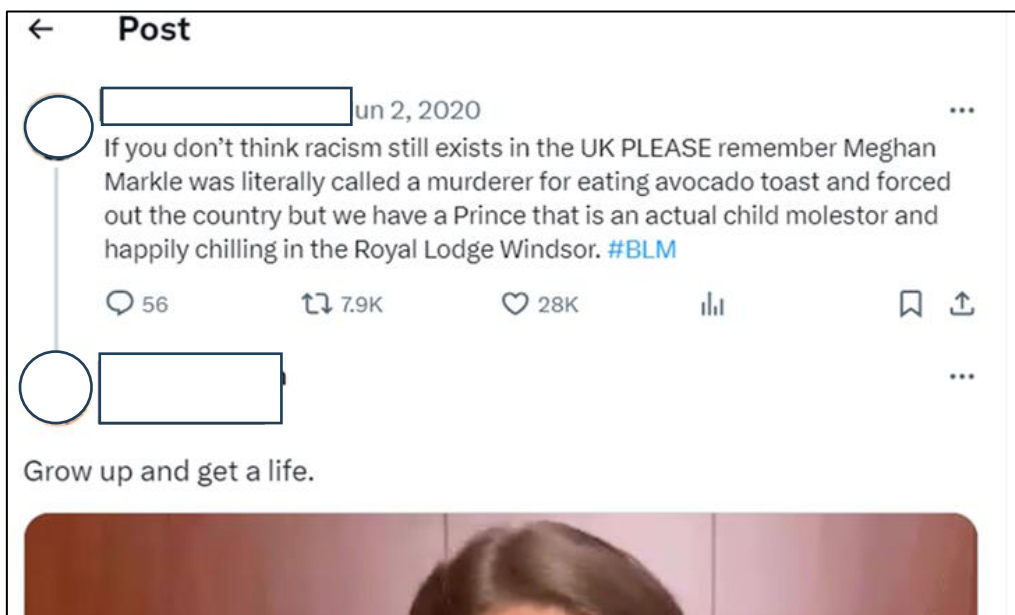 Post
un 2, 2020
If you don’t think racism still exists in the UK PLEASE remember Meghan
Markle was literally called a murderer for eating avocado toast and forced
out the country but we have a Prince that is an actual child molestor and
happily chilling in the Royal Lodge Windsor. #BLM
56 7.9K 28K
Grow up and get a life.